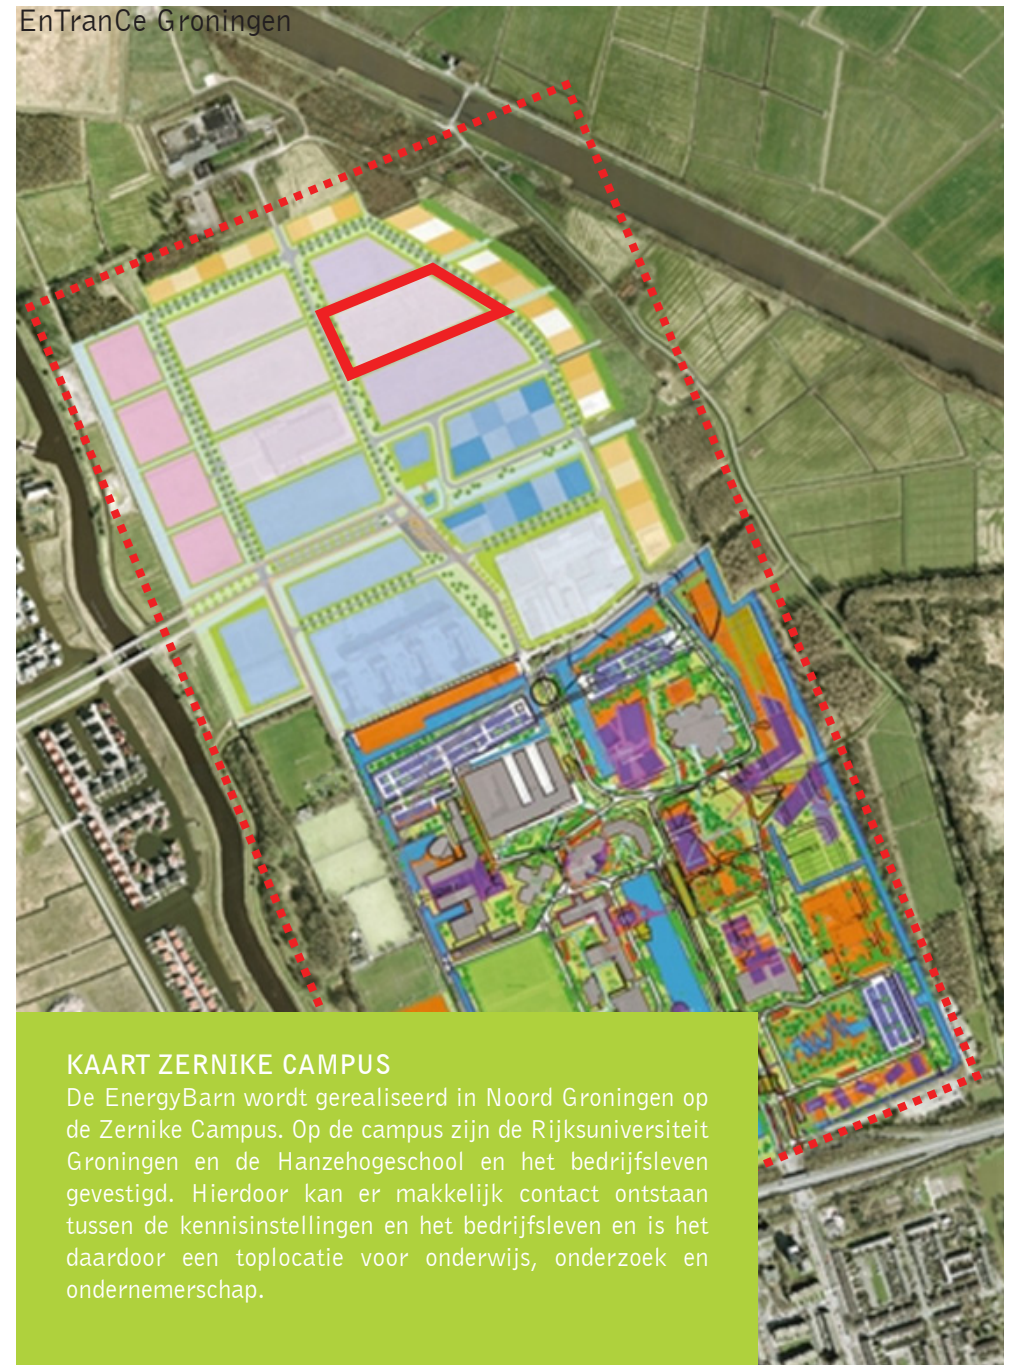 EnTranCe Groningen
KAART ZERNIKE CAMPUS
De EnergyBarn wordt gerealiseerd in Noord Groningen op
de Zernike Campus. Op de campus zijn de Rijksuniversiteit
Groningen en de Hanzehogeschool en het bedrijfsleven
gevestigd. Hierdoor kan er makkelijk contact ontstaan
tussen de kennisinstellingen en het bedrijfsleven en is het
daardoor een toplocatie voor onderwijs, onderzoek en
ondernemerschap.